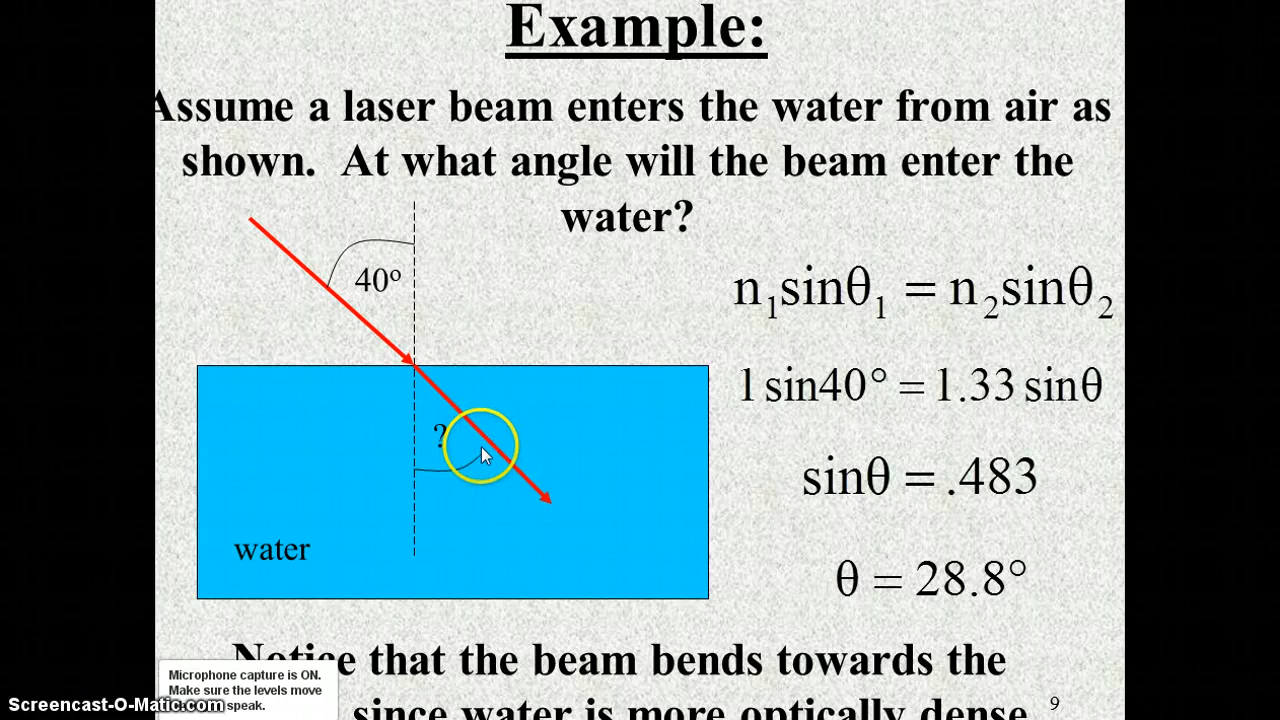 Example:
Assume a laser beam enters the water from air as
shown. At what angle will the beam enter the
water?
40°
n₁sinθ₁ = n₂sinθ₂
1 sin40° = 1.33 sinθ
?
sinθ = .483
water
θ = 28.8°
Notice that the beam bends towards the
since water is more optically dense
Microphone capture is ON.
Make sure the levels move
speak.
Screencast-O-Matic.com
9